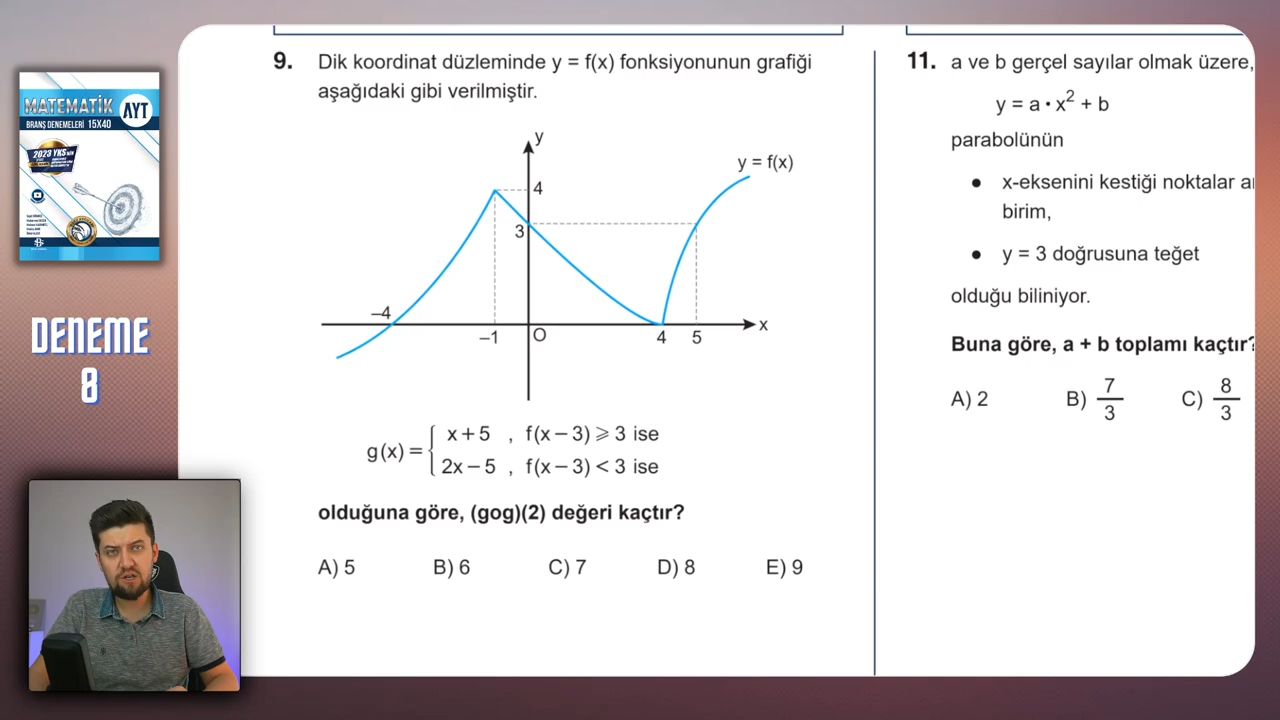 MATEMATİK
AYT
BRANŞ DENEMELERİ 15X40
DENEME
8
9. Dik koordinat düzleminde y = f(x) fonksiyonunun grafiği
aşağıdaki gibi verilmiştir.
y
y = f(x)
4
3
–4
–1
O
4
5
x
g(x) = { x + 5 , f(x – 3) ⩾ 3 ise
2x – 5 , f(x – 3) < 3 ise
olduğuna göre, (gog)(2) değeri kaçtır?
A) 5 B) 6 C) 7 D) 8 E) 9
11. a ve b gerçel sayılar olmak üzere,
y = a · x² + b
parabolünün
● x-eksenini kestiği noktalar
birim,
● y = 3 doğrusuna teğet
olduğu biliniyor.
Buna göre, a + b toplamı kaçtır?
A) 2 B) 7/3 C) 8/3